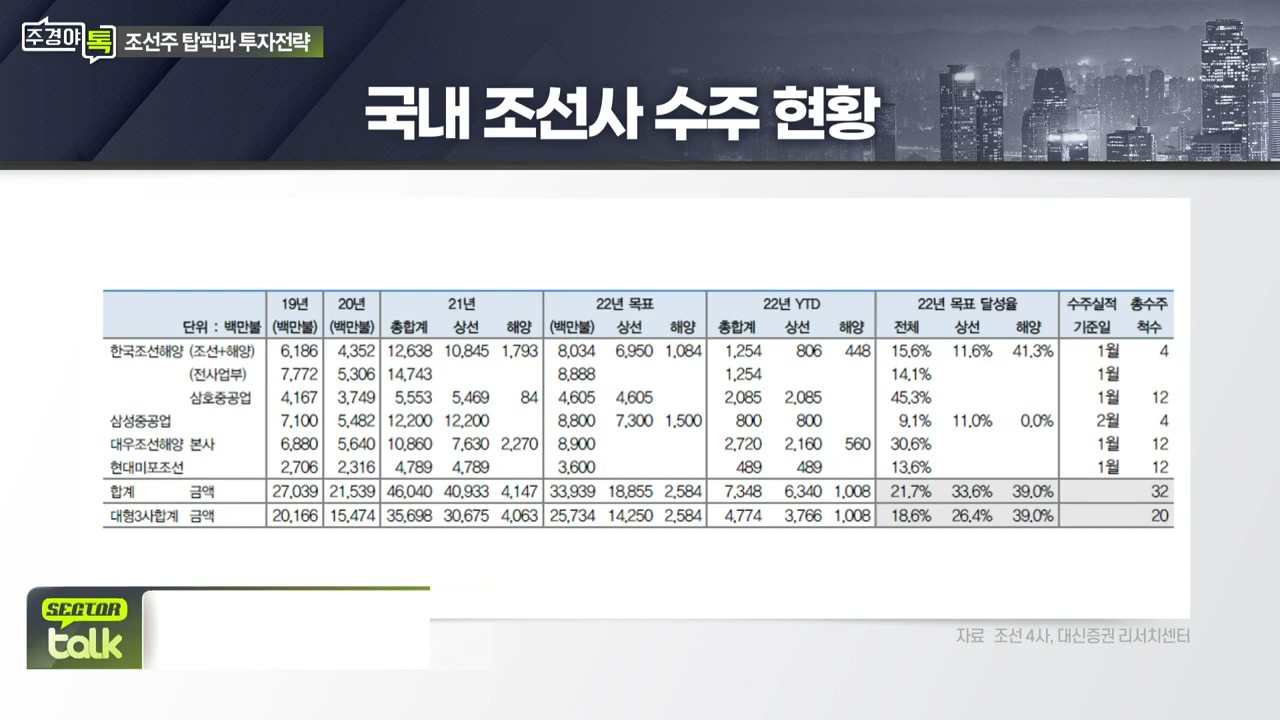 주경야톡 조선주 탑픽과 투자전략
국내 조선사 수주 현황
19년 20년 21년 22년 목표 22년 YTD 22년 목표 달성율 수주실적 총수주
단위 : 백만불 (백만불) (백만불) 총합계 상선 해양 (백만불) 상선 해양 총합계 상선 해양 전체 상선 해양 기준일 척수
한국조선해양 (조선+해양) 6,186 4,352 12,638 10,845 1,793 8,034 6,950 1,084 1,254 806 448 15.6% 11.6% 41.3% 1월 4
(전사업부) 7,772 5,306 14,743 8,888 1,254 14.1% 1월
삼호중공업 4,167 3,749 5,553 5,469 84 4,605 4,605 2,085 2,085 45.3% 1월 12
삼성중공업 7,100 5,482 12,200 12,200 8,800 7,300 1,500 800 800 9.1% 11.0% 0.0% 2월 4
대우조선해양 본사 6,880 5,640 10,860 7,630 2,270 8,900 2,720 2,160 560 30.6% 1월 12
현대미포조선 2,706 2,316 4,789 4,789 3,600 489 489 13.6% 1월 12
합계 금액 27,039 21,539 46,040 40,933 4,147 33,939 18,855 2,584 7,348 6,340 1,008 21.7% 33.6% 39.0% 32
대형3사합계 금액 20,166 15,474 35,698 30,675 4,063 25,734 14,250 2,584 4,774 3,766 1,008 18.6% 26.4% 39.0% 20
SECTOR
talk
자료 조선 4사, 대신증권 리서치센터